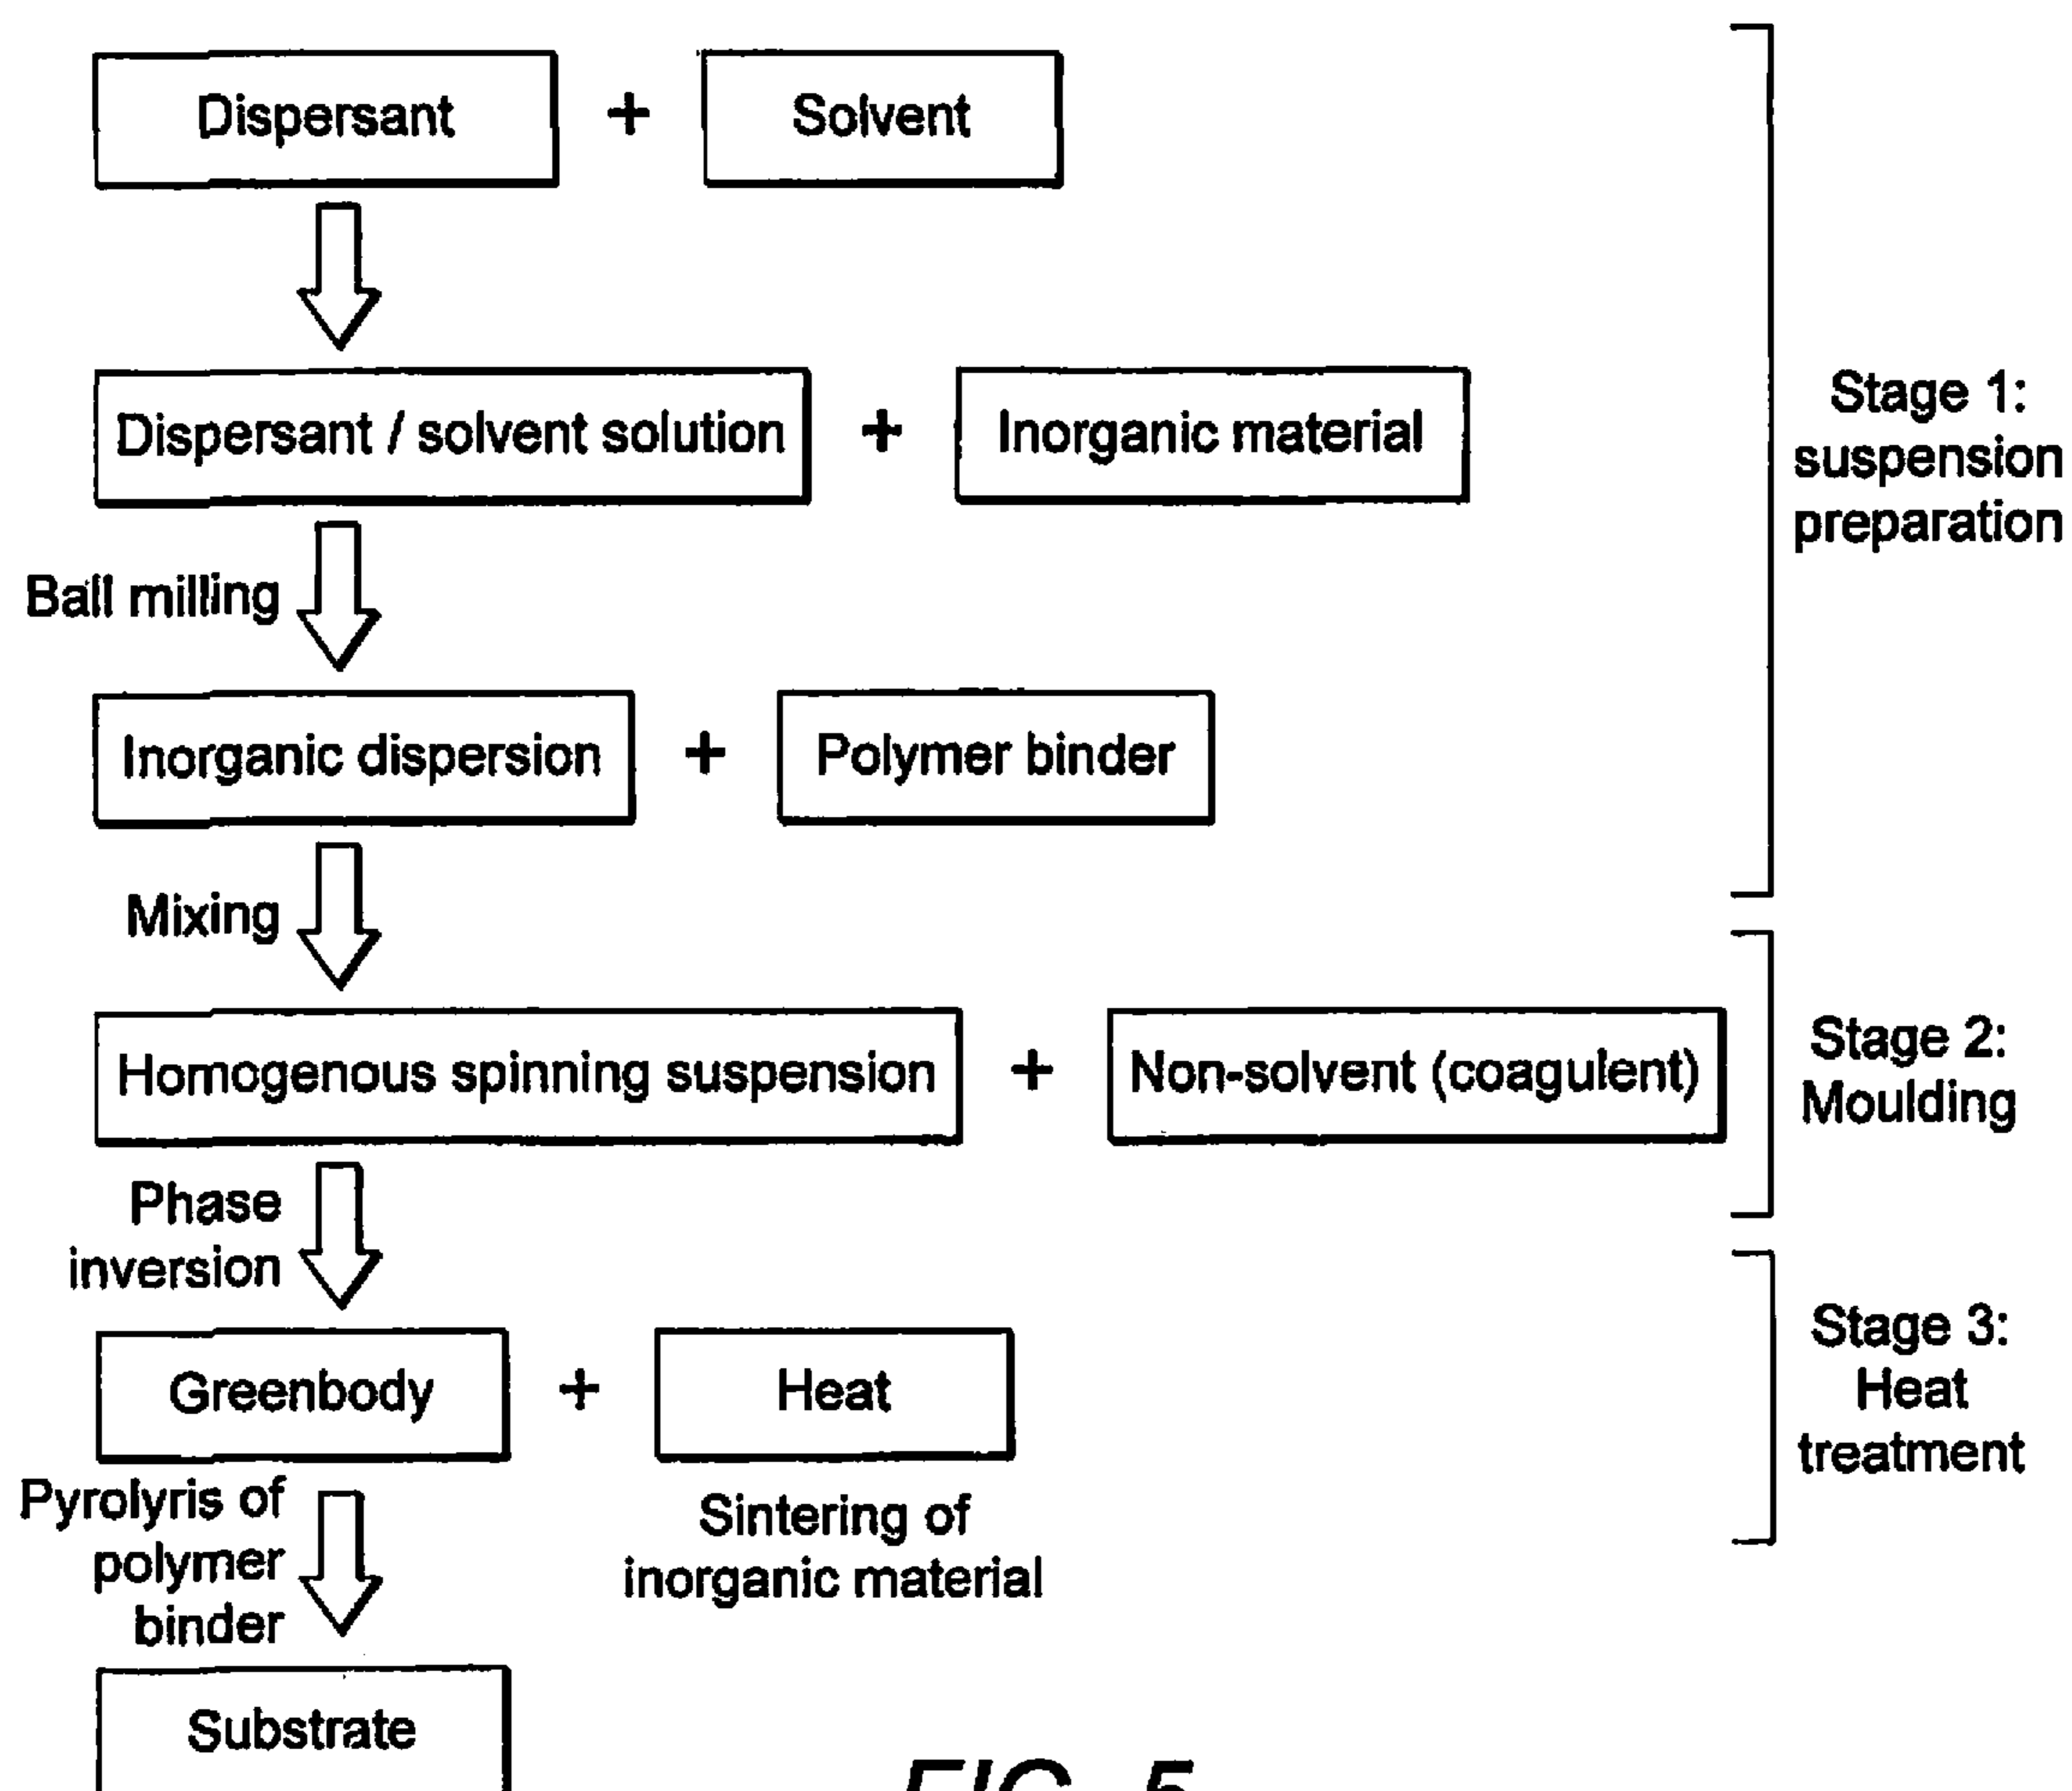 Dispersant + Solvent
Dispersant / solvent solution + Inorganic material
Stage 1:
suspension
preparation
Ball milling
Inorganic dispersion + Polymer binder
Mixing
Homogenous spinning suspension + Non-solvent (coagulent)
Stage 2:
Moulding
Phase
inversion
Greenbody + Heat
Stage 3:
Heat
treatment
Pyrolyris of
polymer
binder
Sintering of
inorganic material
Substrate
FIG. 5